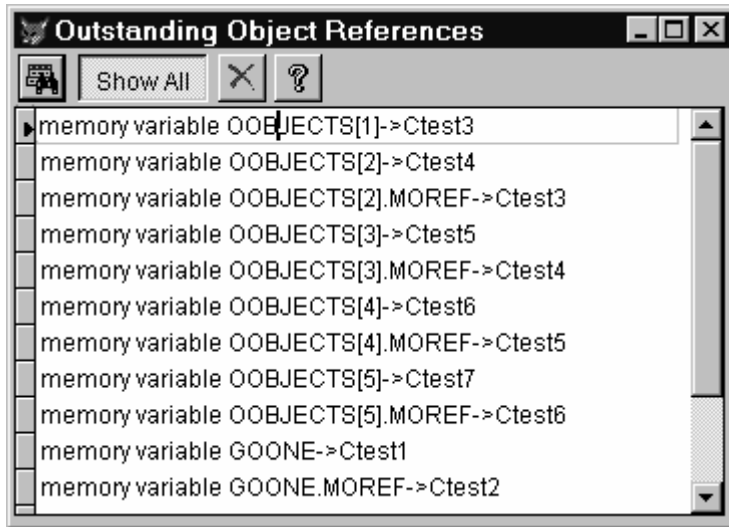 Outstanding Object References
Show All
memory variable OOBJECTS[1]->Ctest3
memory variable OOBJECTS[2]->Ctest4
memory variable OOBJECTS[2].MOREF->Ctest3
memory variable OOBJECTS[3]->Ctest5
memory variable OOBJECTS[3].MOREF->Ctest4
memory variable OOBJECTS[4]->Ctest6
memory variable OOBJECTS[4].MOREF->Ctest5
memory variable OOBJECTS[5]->Ctest7
memory variable OOBJECTS[5].MOREF->Ctest6
memory variable GOONE->Ctest1
memory variable GOONE.MOREF->Ctest2